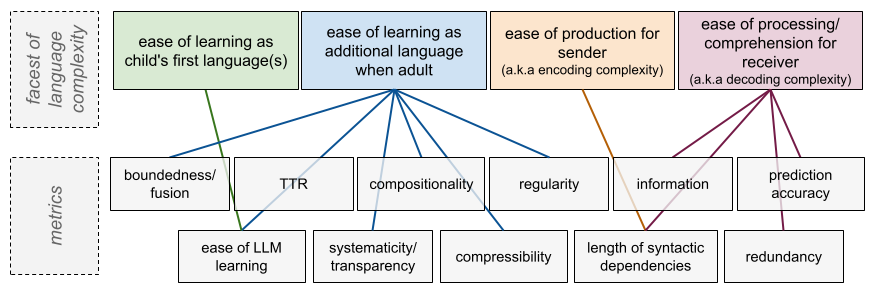 facest of
language
complexity
ease of learning as
child's first language(s)
ease of learning as
additional language
when adult
ease of production for
sender
(a.k.a encoding complexity)
ease of processing/
comprehension for
receiver
(a.k.a decoding complexity)
metrics
boundedness/
fusion
TTR
compositionality
regularity
information
prediction
accuracy
ease of LLM
learning
systematicity/
transparency
compressibility
length of syntactic
dependencies
redundancy